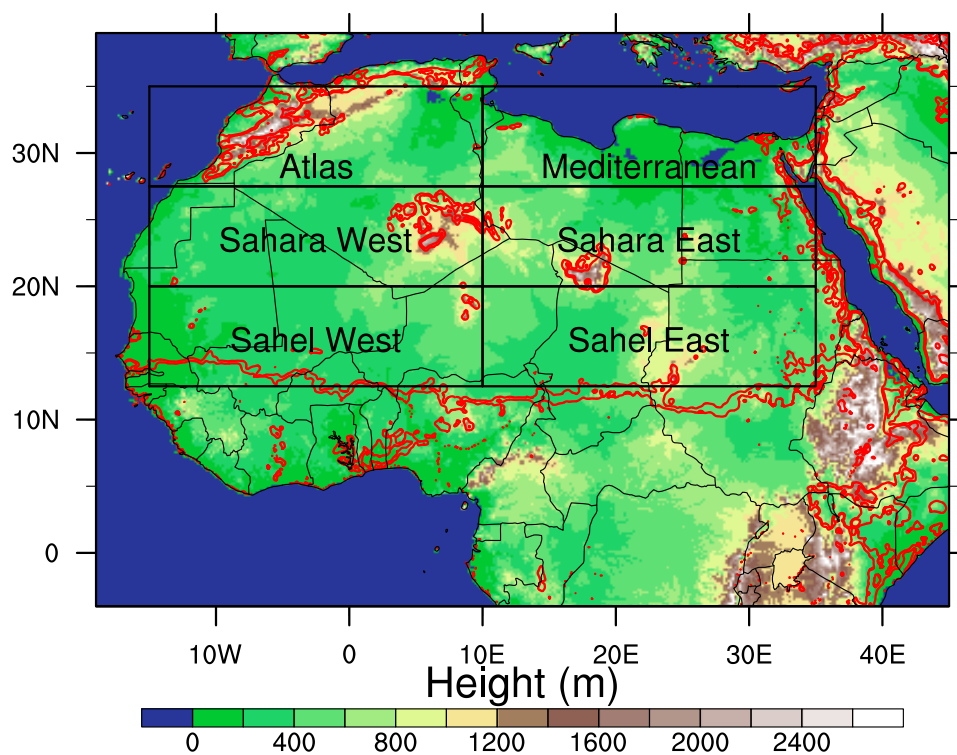 30N
Atlas Mediterranean
Sahara West Sahara East
20N
Sahel West Sahel East
10N
0
10W 0 10E 20E 30E 40E
Height (m)
0 400 800 1200 1600 2000 2400